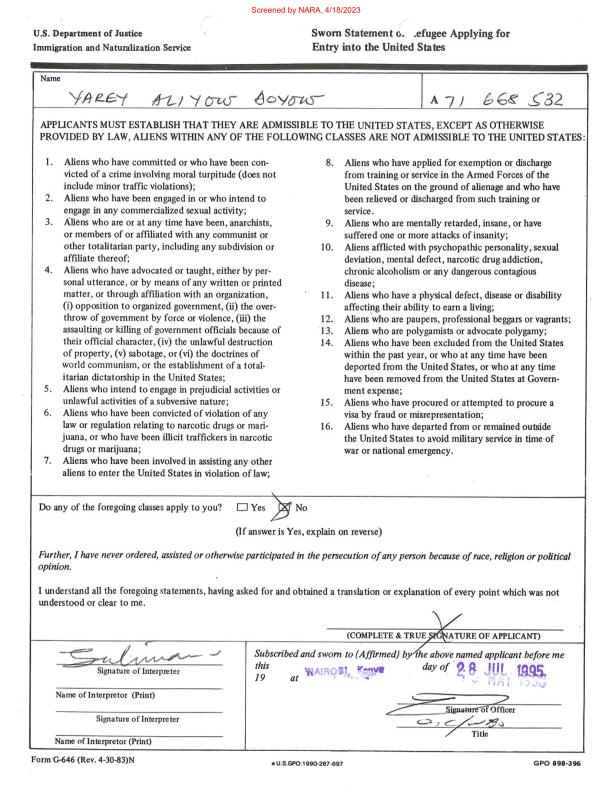 Screened by NARA, 4/18/2023
U.S. Department of Justice
Immigration and Naturalization Service
Sworn Statement o efugee Applying for
Entry into the United States
Name
YAREY ALIYOW DOYOW
A 71 668 532
APPLICANTS MUST ESTABLISH THAT THEY ARE ADMISSIBLE TO THE UNITED STATES, EXCEPT AS OTHERWISE
PROVIDED BY LAW, ALIENS WITHIN ANY OF THE FOLLOWING CLASSES ARE NOT ADMISSIBLE TO THE UNITED STATES:
1. Aliens who have committed or who have been con-
victed of a crime involving moral turpitude (does not
include minor traffic violations);
2. Aliens who have been engaged in or who intend to
engage in any commercialized sexual activity;
3. Aliens who are or at any time have been, anarchists,
or members of or affiliated with any communist or
other totalitarian party, including any subdivision or
affiliate thereof;
4. Aliens who have advocated or taught, either by per-
sonal utterance, or by means of any written or printed
matter, or through affiliation with an organization,
(i) opposition to organized government, (ii) the over-
throw of government by force or violence, (iii) the
assaulting or killing of government officials because of
their official character, (iv) the unlawful destruction
of property, (v) sabotage, or (vi) the doctrines of
world communism, or the establishment of a total-
itarian dictatorship in the United States;
5. Aliens who intend to engage in prejudicial activities or
unlawful activities of a subversive nature;
6. Aliens who have been convicted of violation of any
law or regulation relating to narcotic drugs or mari-
juana, or who have been illicit traffickers in narcotic
drugs or marijuana;
7. Aliens who have been involved in assisting any other
aliens to enter the United States in violation of law;
8. Aliens who have applied for exemption or discharge
from training or service in the Armed Forces of the
United States on the ground of alienage and who have
been relieved or discharged from such training or
service.
9. Aliens who are mentally retarded, insane, or have
suffered one or more attacks of insanity;
10. Aliens afflicted with psychopathic personality, sexual
deviation, mental defect, narcotic drug addiction,
chronic alcoholism or any dangerous contagious
disease;
11. Aliens who have a physical defect, disease or disability
affecting their ability to earn a living;
12. Aliens who are paupers, professional beggars or vagrants;
13. Aliens who are polygamists or advocate polygamy;
14. Aliens who have been excluded from the United States
within the past year, or who at any time have been
deported from the United States, or who at any time
have been removed from the United States at Govern-
ment expense;
15. Aliens who have procured or attempted to procure a
visa by fraud or misrepresentation;
16. Aliens who have departed from or remained outside
the United States to avoid military service in time of
war or national emergency.
Do any of the foregoing classes apply to you? Yes No
(If answer is Yes, explain on reverse)
Further, I have never ordered, assisted or otherwise participated in the persecution of any person because of race, religion or political
opinion.
I understand all the foregoing statements, having asked for and obtained a translation or explanation of every point which was not
understood or clear to me.
(COMPLETE & TRUE SIGNATURE OF APPLICANT)
Signature of Interpreter
Name of Interpretor (Print)
Signature of Interpreter
Name of Interpretor (Print)
Subscribed and sworn to (Affirmed) by the above named applicant before me
this day of 28 JUL 1995
19 at NAIROBI, Kenya
Signature of Officer
Title
Form G-646 (Rev. 4-30-83)N
★U.S.GPO:1990-267-697
GPO 898-396